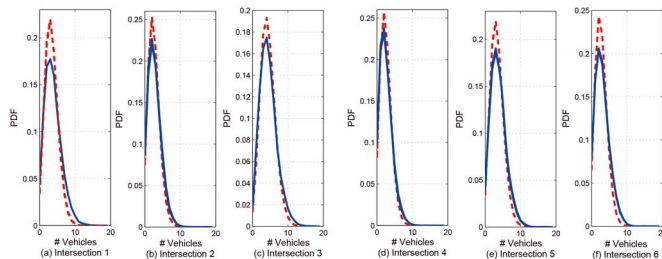 0.2
0.15
0.1
0.05
0
PDF
0 10 20
# Vehicles
(a) Intersection 1
0.25
0.2
0.15
0.1
0.05
0
PDF
0 10 20
# Vehicles
(b) Intersection 2
0.2
0.18
0.16
0.14
0.12
0.1
0.08
0.06
0.04
0.02
0
PDF
0 10 20
# Vehicles
(c) Intersection 3
0.25
0.2
0.15
0.1
0.05
0
PDF
0 10 20
# Vehicles
(d) Intersection 4
0.2
0.15
0.1
0.05
0
PDF
0 10 20
# Vehicles
(e) Intersection 5
0.2
0.15
0.1
0.05
0
PDF
0 10 20
# Vehicles
(f) Intersection 6